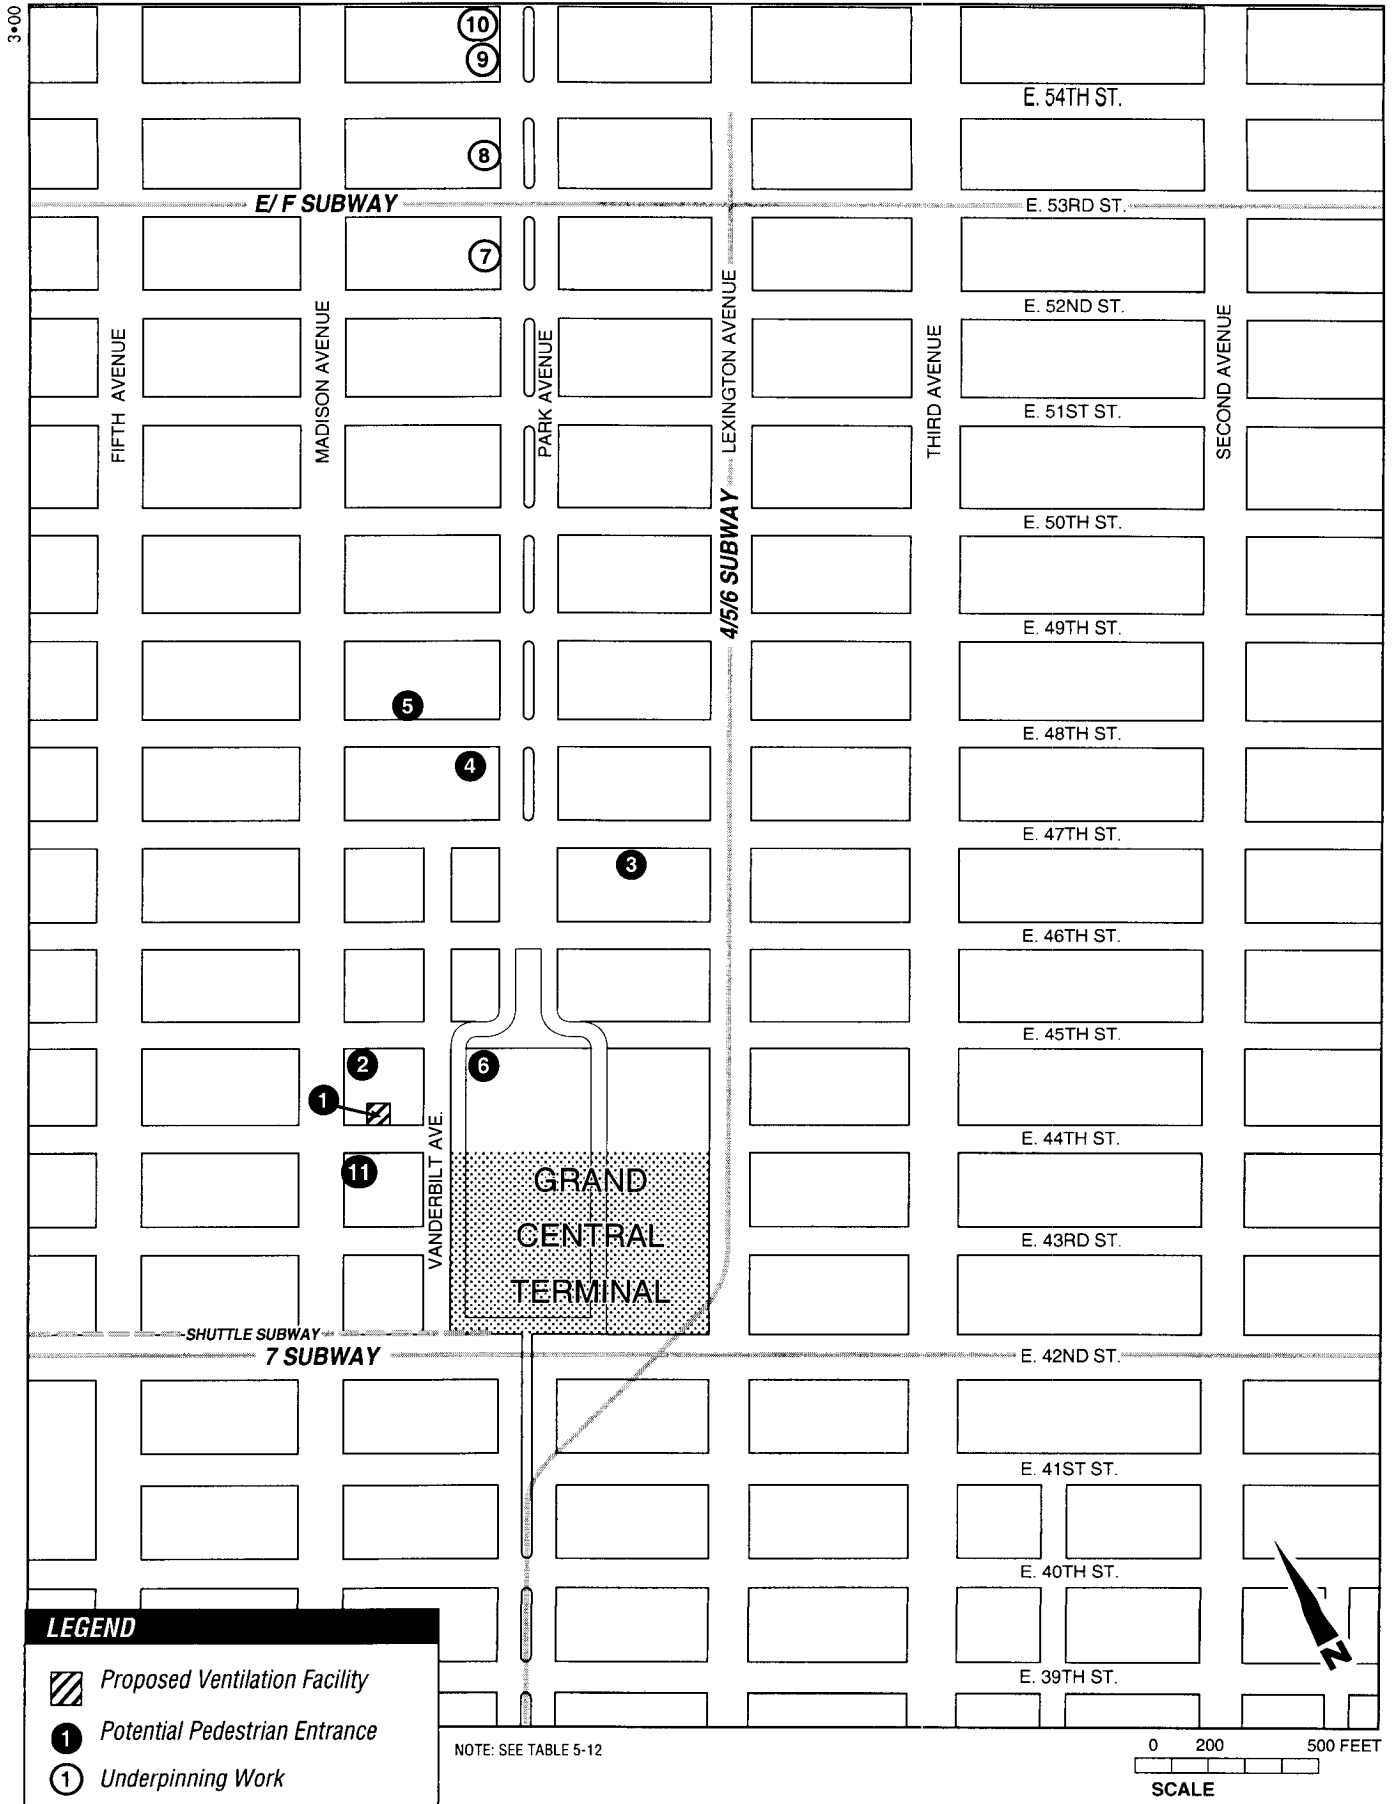 3•00
10
9
E. 54TH ST.
8
E/F SUBWAY
E. 53RD ST.
7
E. 52ND ST.
FIFTH AVENUE
MADISON AVENUE
PARK AVENUE
LEXINGTON AVENUE
THIRD AVENUE
SECOND AVENUE
E. 51ST ST.
E. 50TH ST.
4/5/6 SUBWAY
E. 49TH ST.
5
E. 48TH ST.
4
E. 47TH ST.
3
E. 46TH ST.
E. 45TH ST.
2
6
1
VANDERBILT AVE.
E. 44TH ST.
11
GRAND
CENTRAL
TERMINAL
E. 43RD ST.
SHUTTLE SUBWAY
7 SUBWAY
E. 42ND ST.
E. 41ST ST.
E. 40TH ST.
N
E. 39TH ST.
LEGEND
Proposed Ventilation Facility
1 Potential Pedestrian Entrance
1 Underpinning Work
NOTE: SEE TABLE 5-12
0 200 500 FEET
SCALE